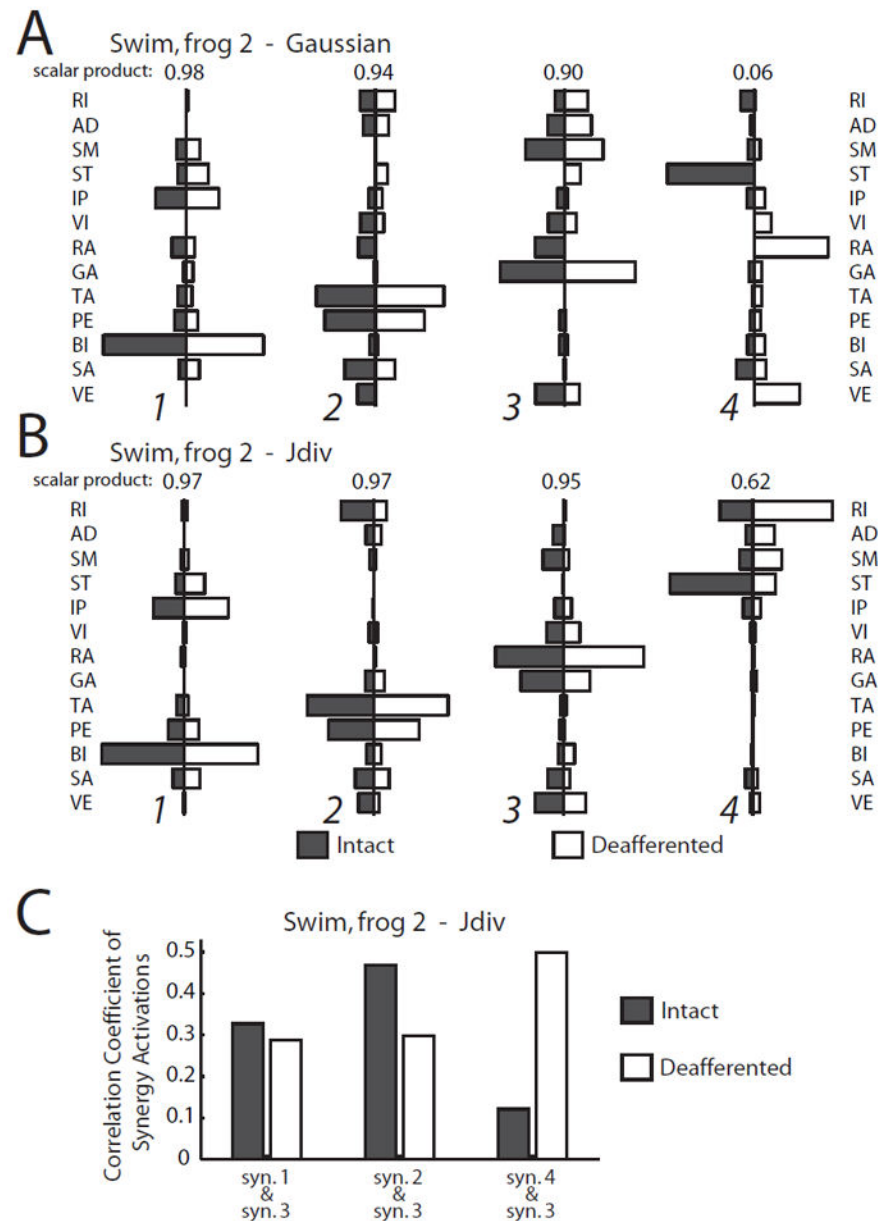 A
Swim, frog 2 - Gaussian
scalar product: 0.98 0.94 0.90 0.06
RI RI
AD AD
SM SM
ST ST
IP IP
VI VI
RA RA
GA GA
TA TA
PE PE
BI BI
SA SA
VE 1 2 3 4 VE
B
Swim, frog 2 - Jdiv
scalar product: 0.97 0.97 0.95 0.62
RI RI
AD AD
SM SM
ST ST
IP IP
VI VI
RA RA
GA GA
TA TA
PE PE
BI BI
SA SA
VE 1 2 3 4 VE
Intact Deafferented
C
Swim, frog 2 - Jdiv
Correlation Coefficient of
Synergy Activations
0.5
0.4
0.3
0.2
0.1
0
Intact
Deafferented
syn. 1 syn. 2 syn. 4
& & &
syn. 3 syn. 3 syn. 3